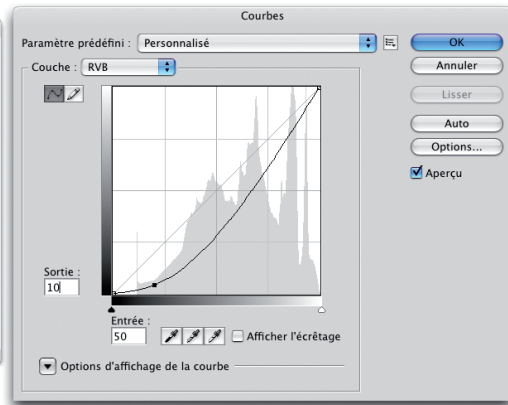 Courbes
Paramètre prédéfini : Personnalisé
OK
Couche : RVB
Annuler
Lisser
Auto
Options...
Aperçu
Sortie :
10
Entrée :
50
Afficher l'écrêtage
Options d'affichage de la courbe